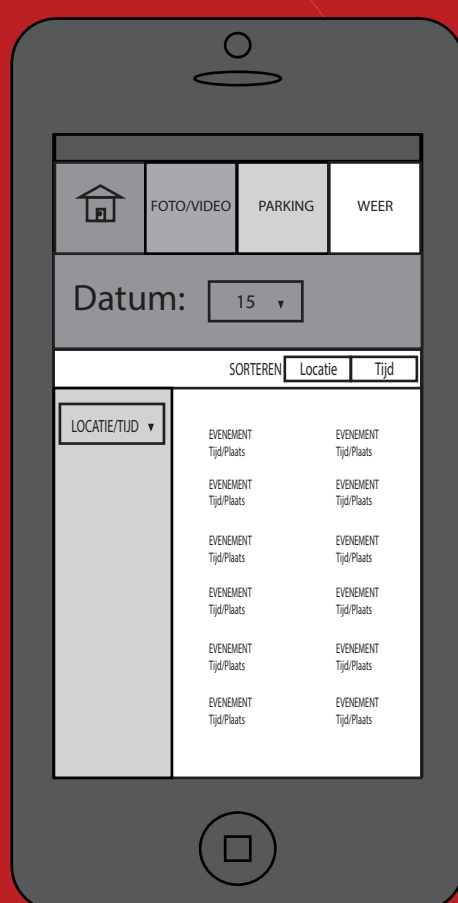 FOTO/VIDEO PARKING WEER
Datum: 15
SORTEREN Locatie Tijd
LOCATIE/TIJD
EVENEMENT EVENEMENT
Tijd/Plaats Tijd/Plaats
EVENEMENT EVENEMENT
Tijd/Plaats Tijd/Plaats
EVENEMENT EVENEMENT
Tijd/Plaats Tijd/Plaats
EVENEMENT EVENEMENT
Tijd/Plaats Tijd/Plaats
EVENEMENT EVENEMENT
Tijd/Plaats Tijd/Plaats
EVENEMENT EVENEMENT
Tijd/Plaats Tijd/Plaats